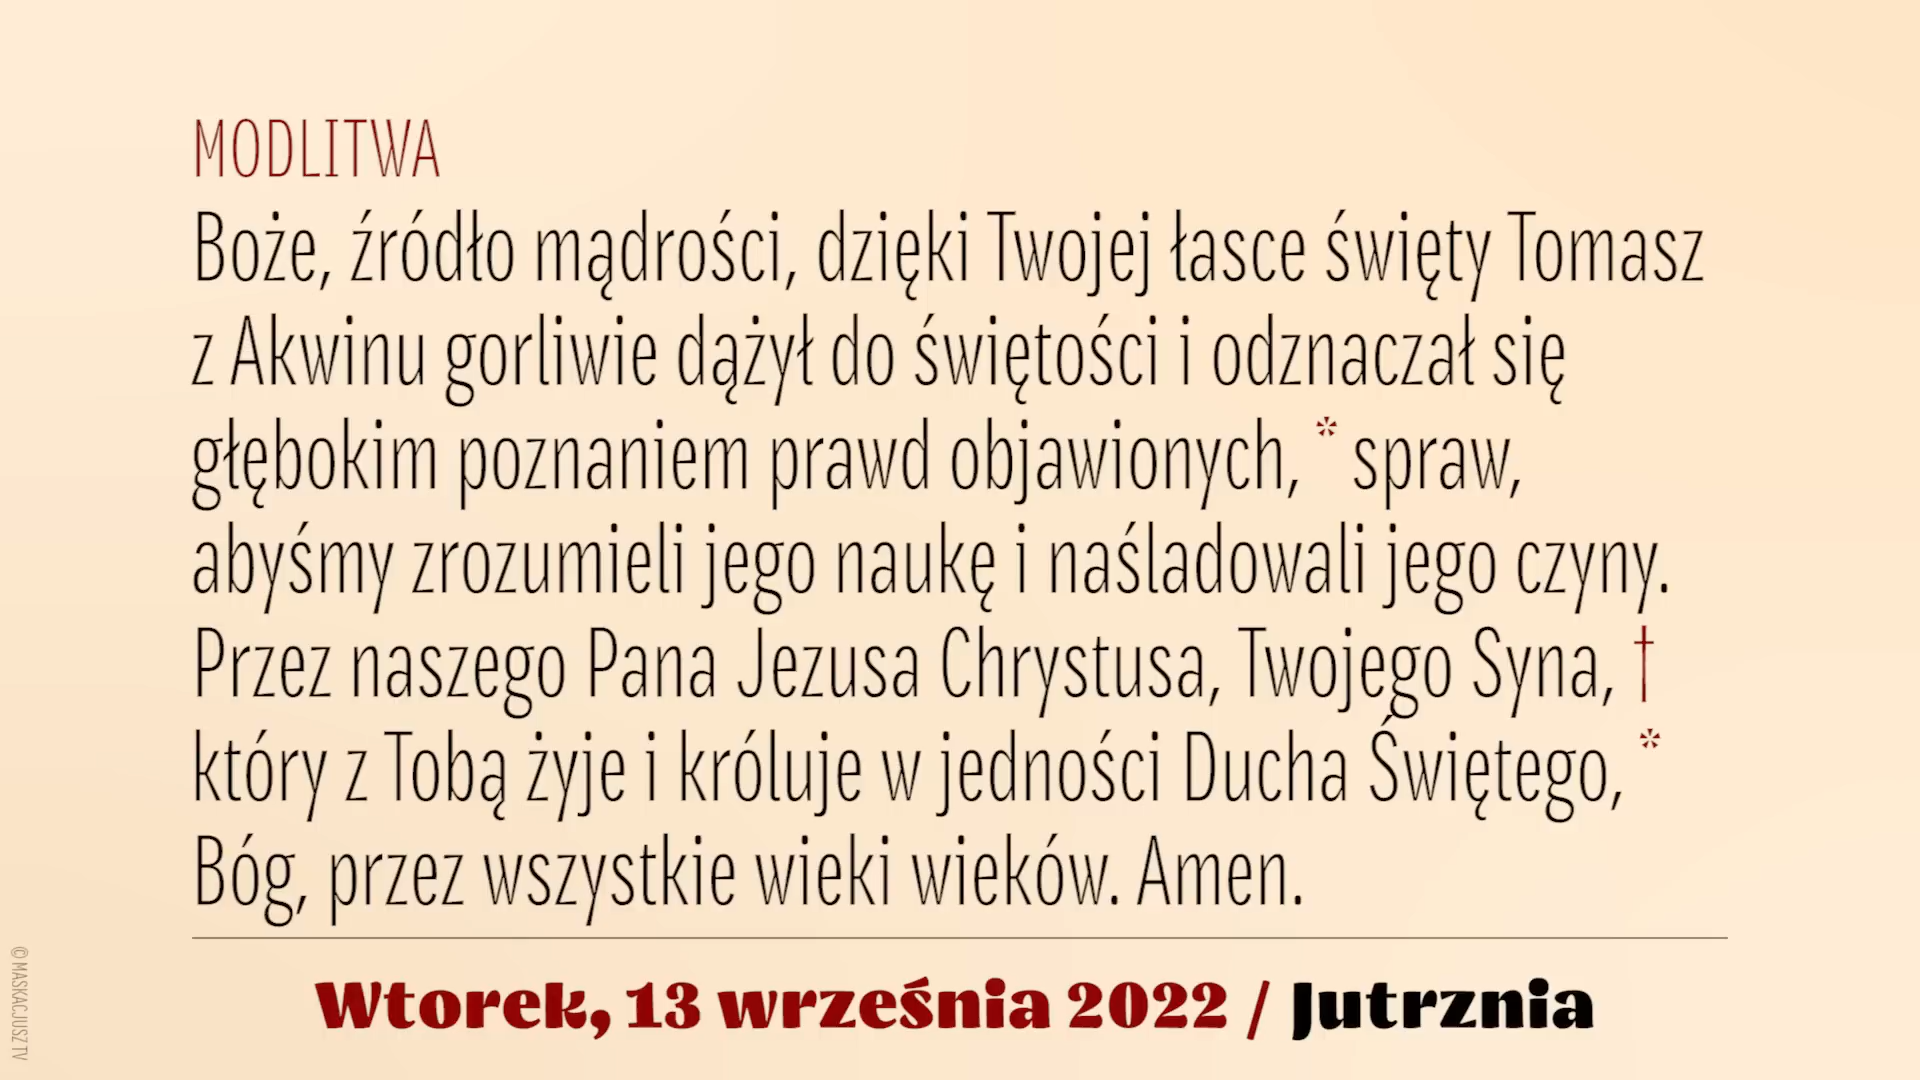 MODLITWA
Boże, źródło mądrości, dzięki Twojej łasce święty Tomasz
z Akwinu gorliwie dążył do świętości i odznaczał się
głębokim poznaniem prawd objawionych, * spraw,
abyśmy zrozumieli jego naukę i naśladowali jego czyny.
Przez naszego Pana Jezusa Chrystusa, Twojego Syna, †
który z Tobą żyje i króluje w jedności Ducha Świętego, *
Bóg, przez wszystkie wieki wieków. Amen.
Wtorek, 13 września 2022 / Jutrznia
© MASKACJUSZ TV